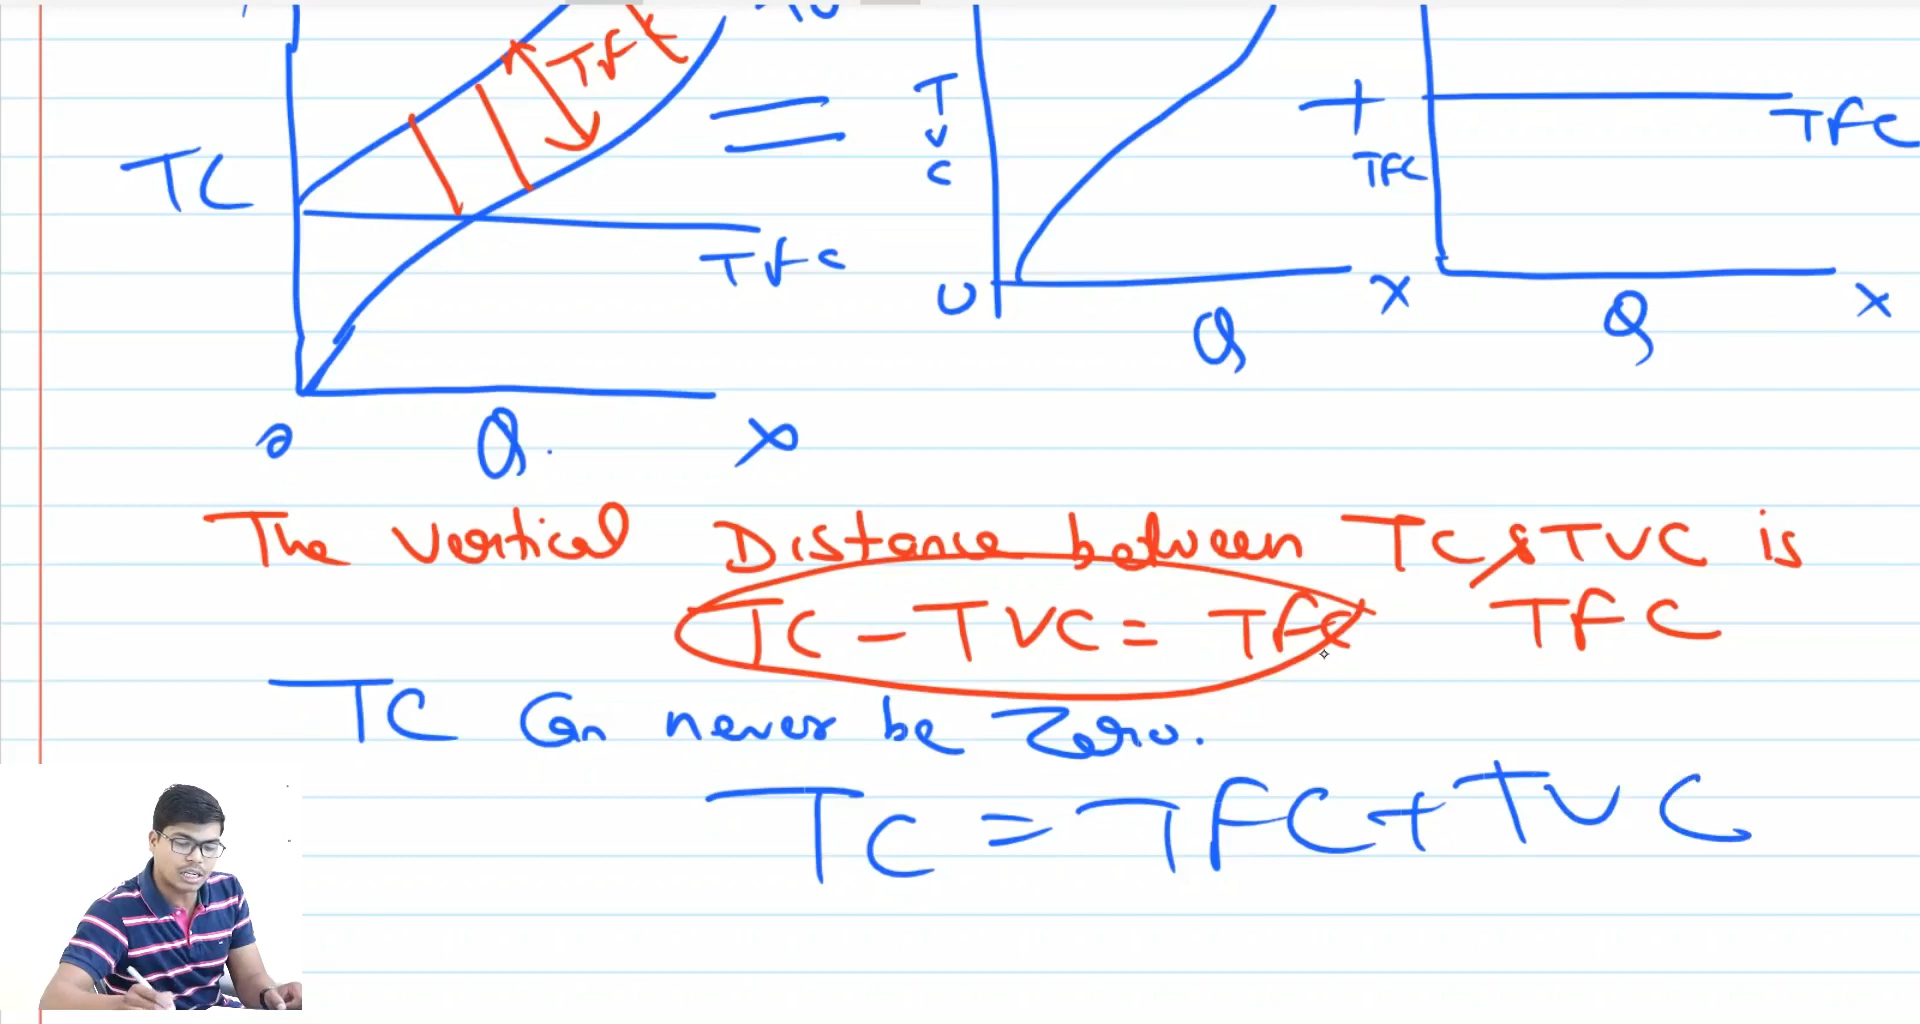 TFC
TVC
TFC
TC
TFC
TFC
O Q X
Q X
O Q. X
The Vertical Distance between TC & TVC is
TC - TVC = TFC TFC
TC Can never be Zero.
TC = TFC + TVC